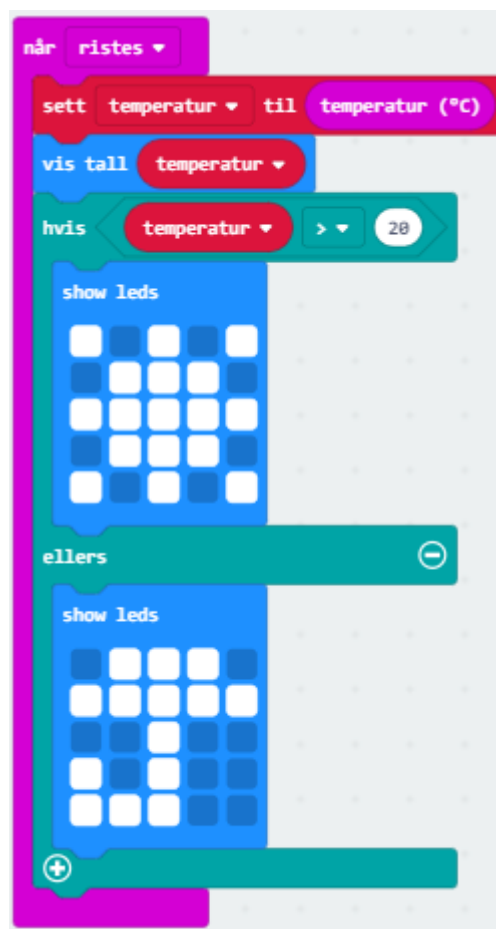 når ristes
sett temperatur til temperatur (°C)
vis tall temperatur
hvis temperatur > 20
show leds
ellers
show leds